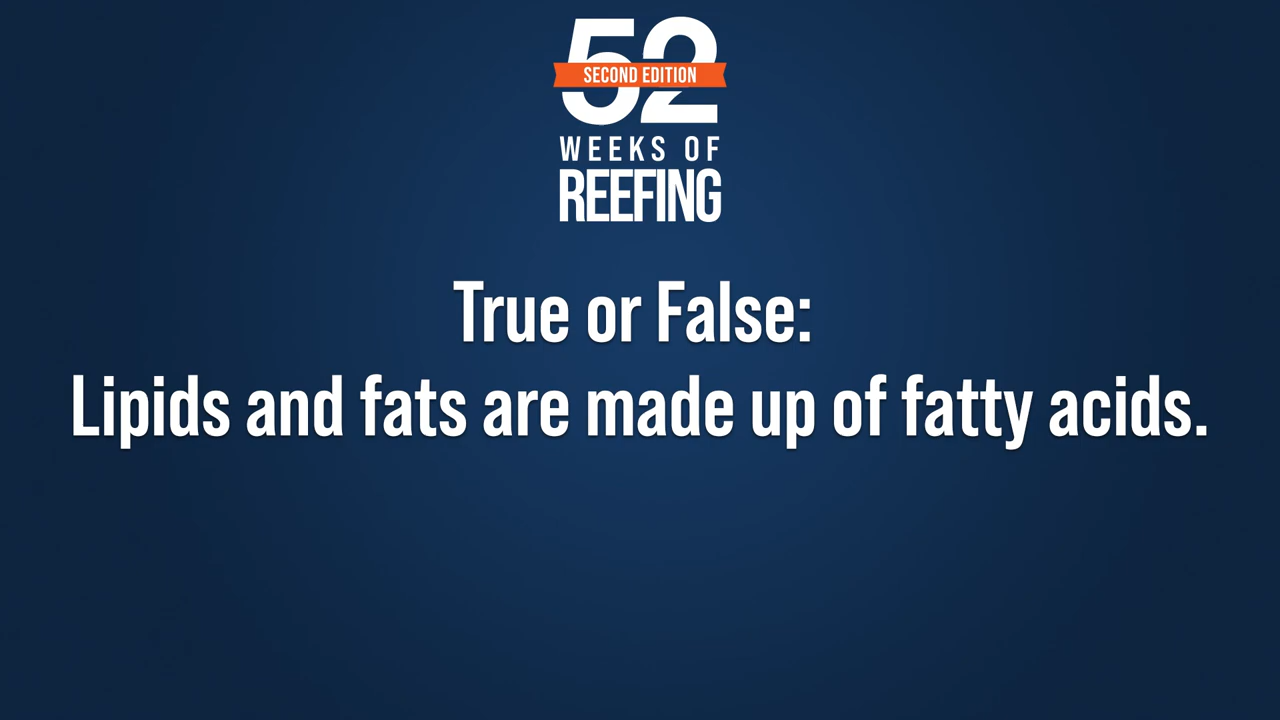 52
SECOND EDITION
WEEKS OF
REEFING
True or False:
Lipids and fats are made up of fatty acids.